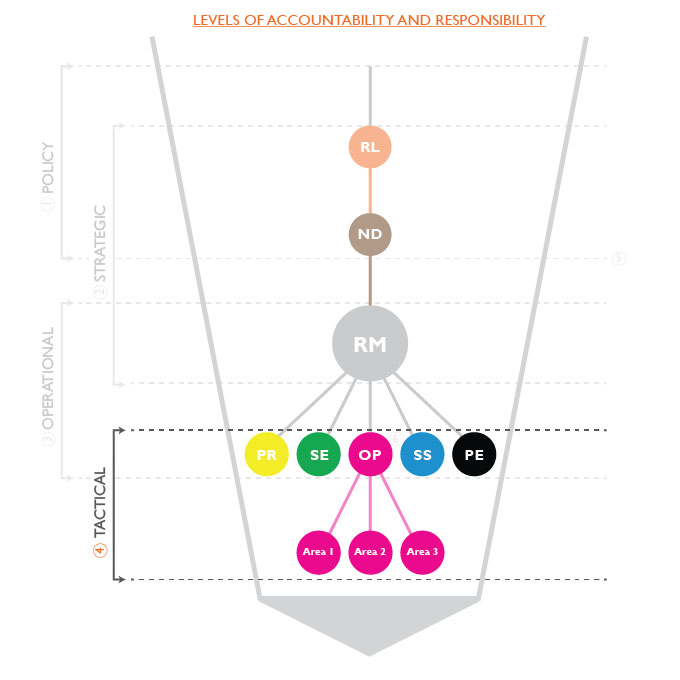 LEVELS OF ACCOUNTABILITY AND RESPONSIBILITY
① POLICY
② STRATEGIC
③ OPERATIONAL
④ TACTICAL
RL
ND
⑤
RM
6
PR SE OP SS PE
Area 1 Area 2 Area 3